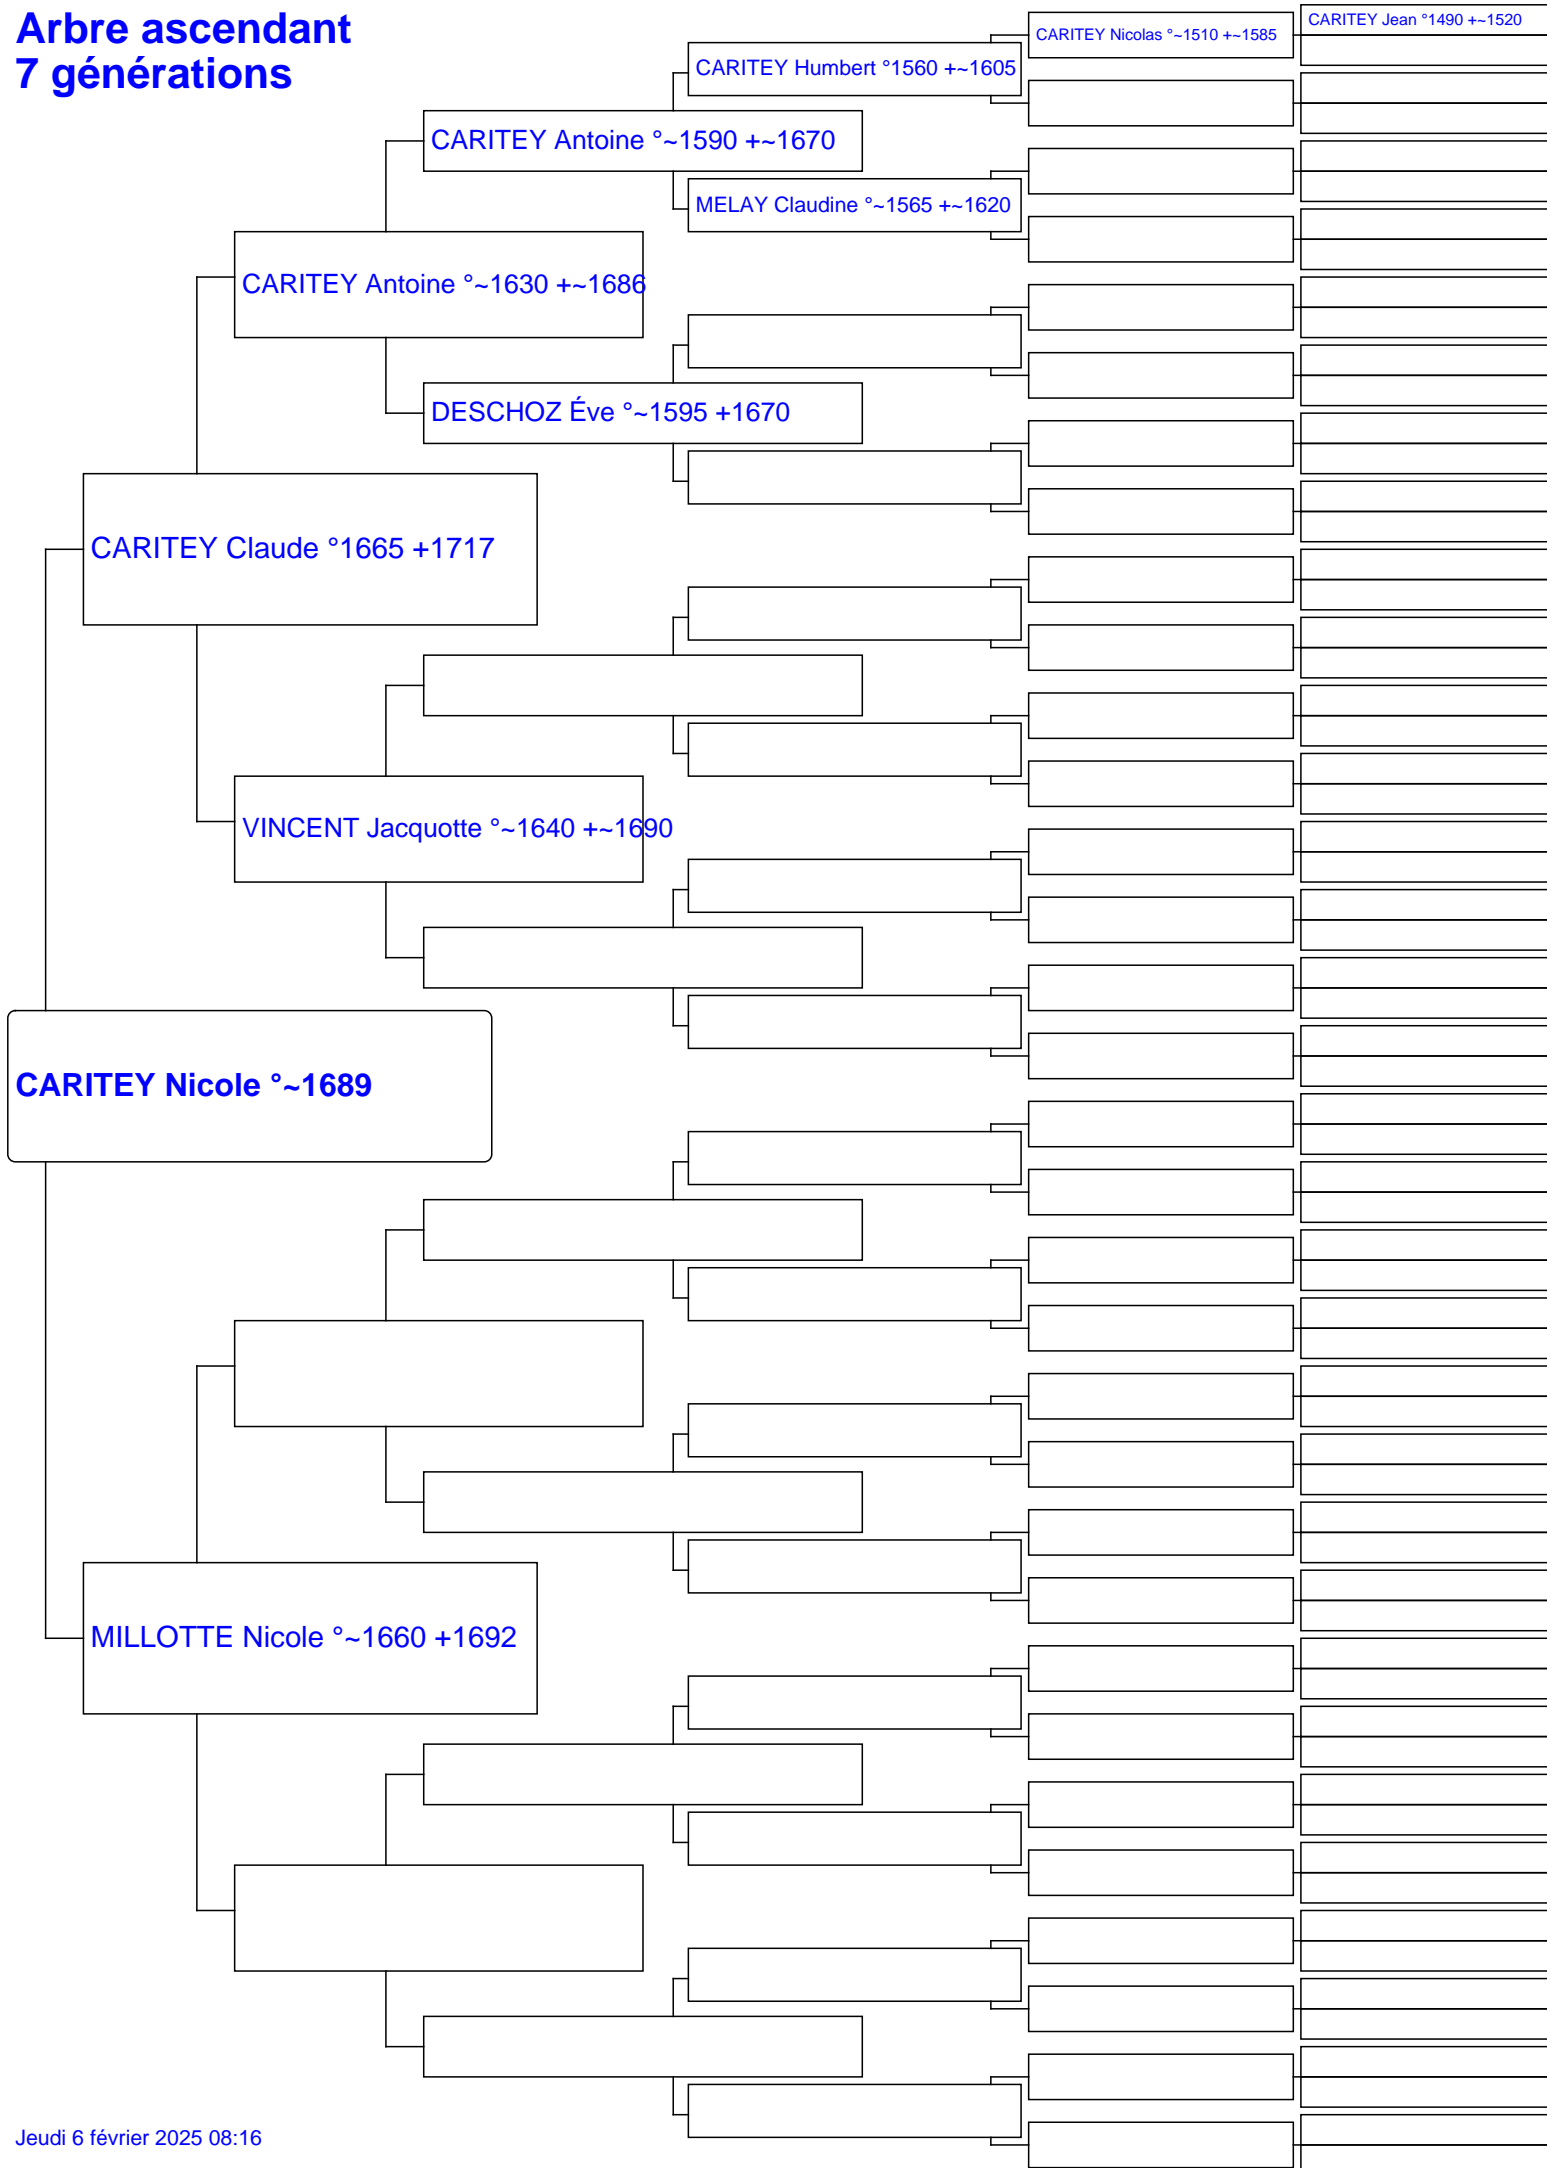 Arbre ascendant
7 générations
CARITEY Jean °1490 +~1520
CARITEY Nicolas °~1510 +~1585
CARITEY Humbert °1560 +~1605
CARITEY Antoine °~1590 +~1670
MELAY Claudine °~1565 +~1620
CARITEY Antoine °~1630 +~1686
DESCHOZ Éve °~1595 +1670
CARITEY Claude °1665 +1717
VINCENT Jacquotte °~1640 +~1690
CARITEY Nicole °~1689
MILLOTTE Nicole °~1660 +1692
Jeudi 6 février 2025 08:16